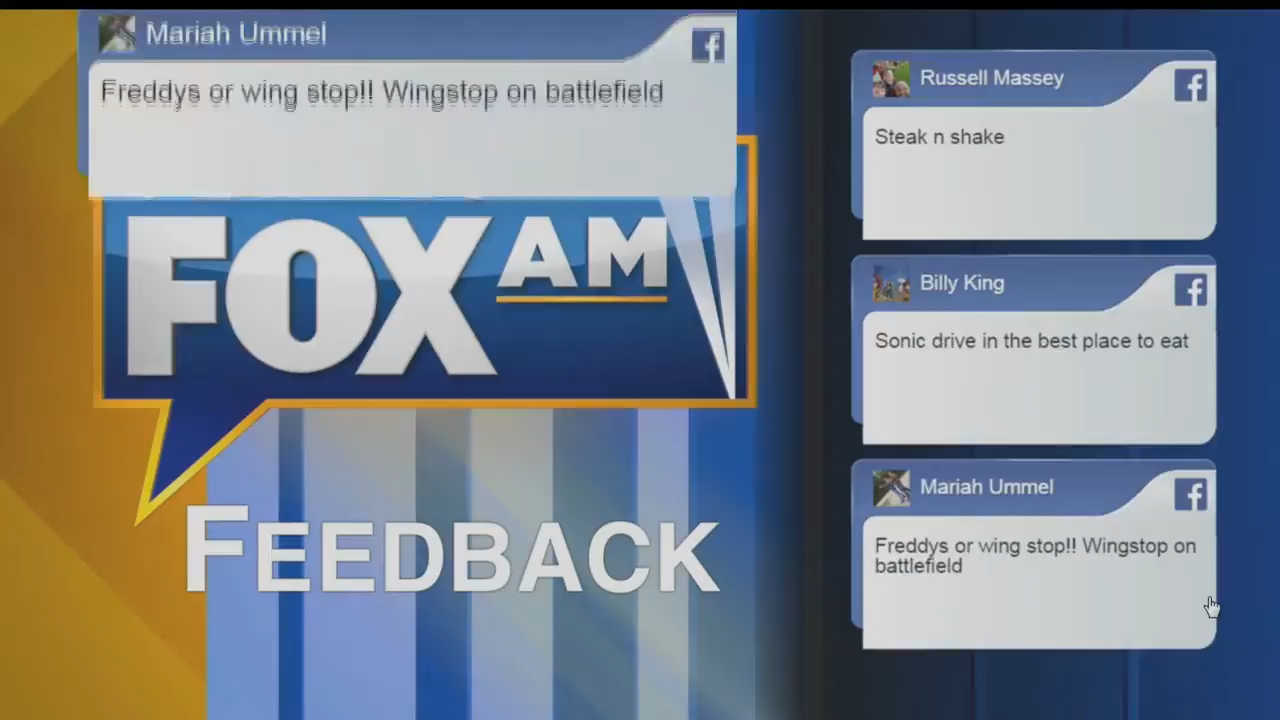 Mariah Ummel
Freddys or wing stop!! Wingstop on battlefield
FOX AM
FEEDBACK
Russell Massey
Steak n shake
Billy King
Sonic drive in the best place to eat
Mariah Ummel
Freddys or wing stop!! Wingstop on
battlefield